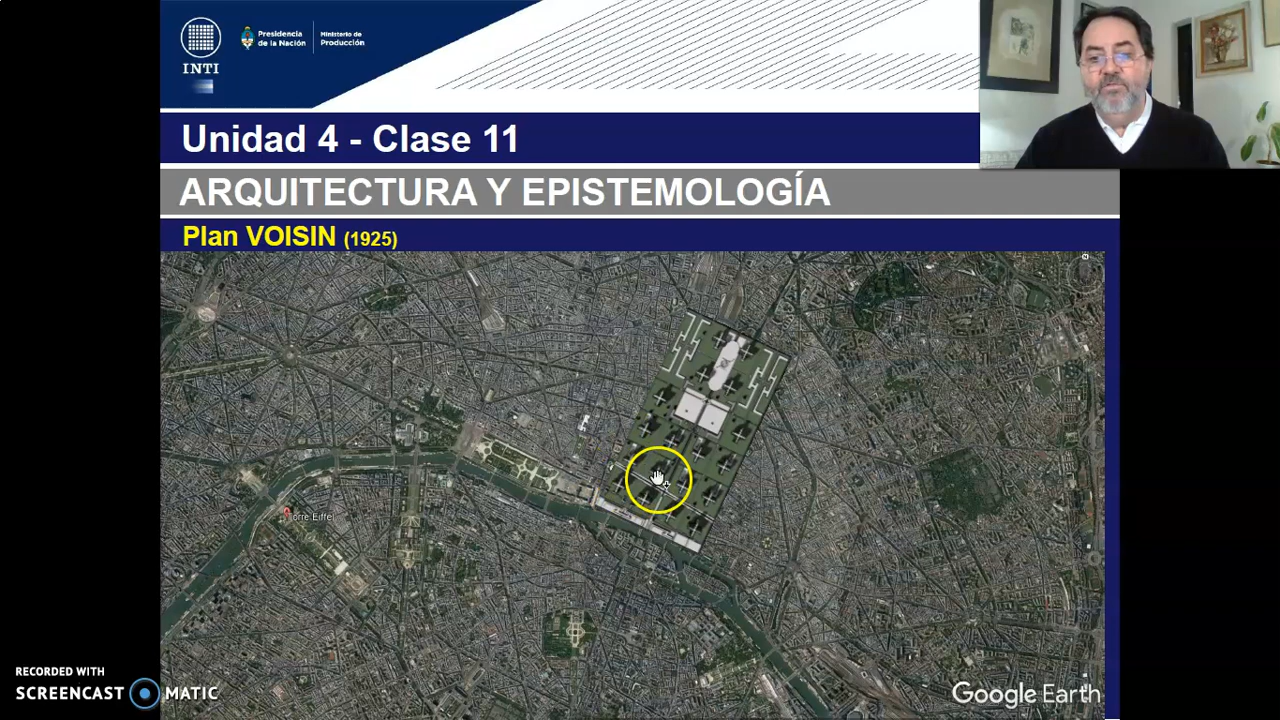 INTI
Presidencia
de la Nación
Ministerio de
Producción
Unidad 4 - Clase 11
ARQUITECTURA Y EPISTEMOLOGÍA
Plan VOISIN (1925)
Torre Eiffel
RECORDED WITH
SCREENCAST MATIC
Google Earth